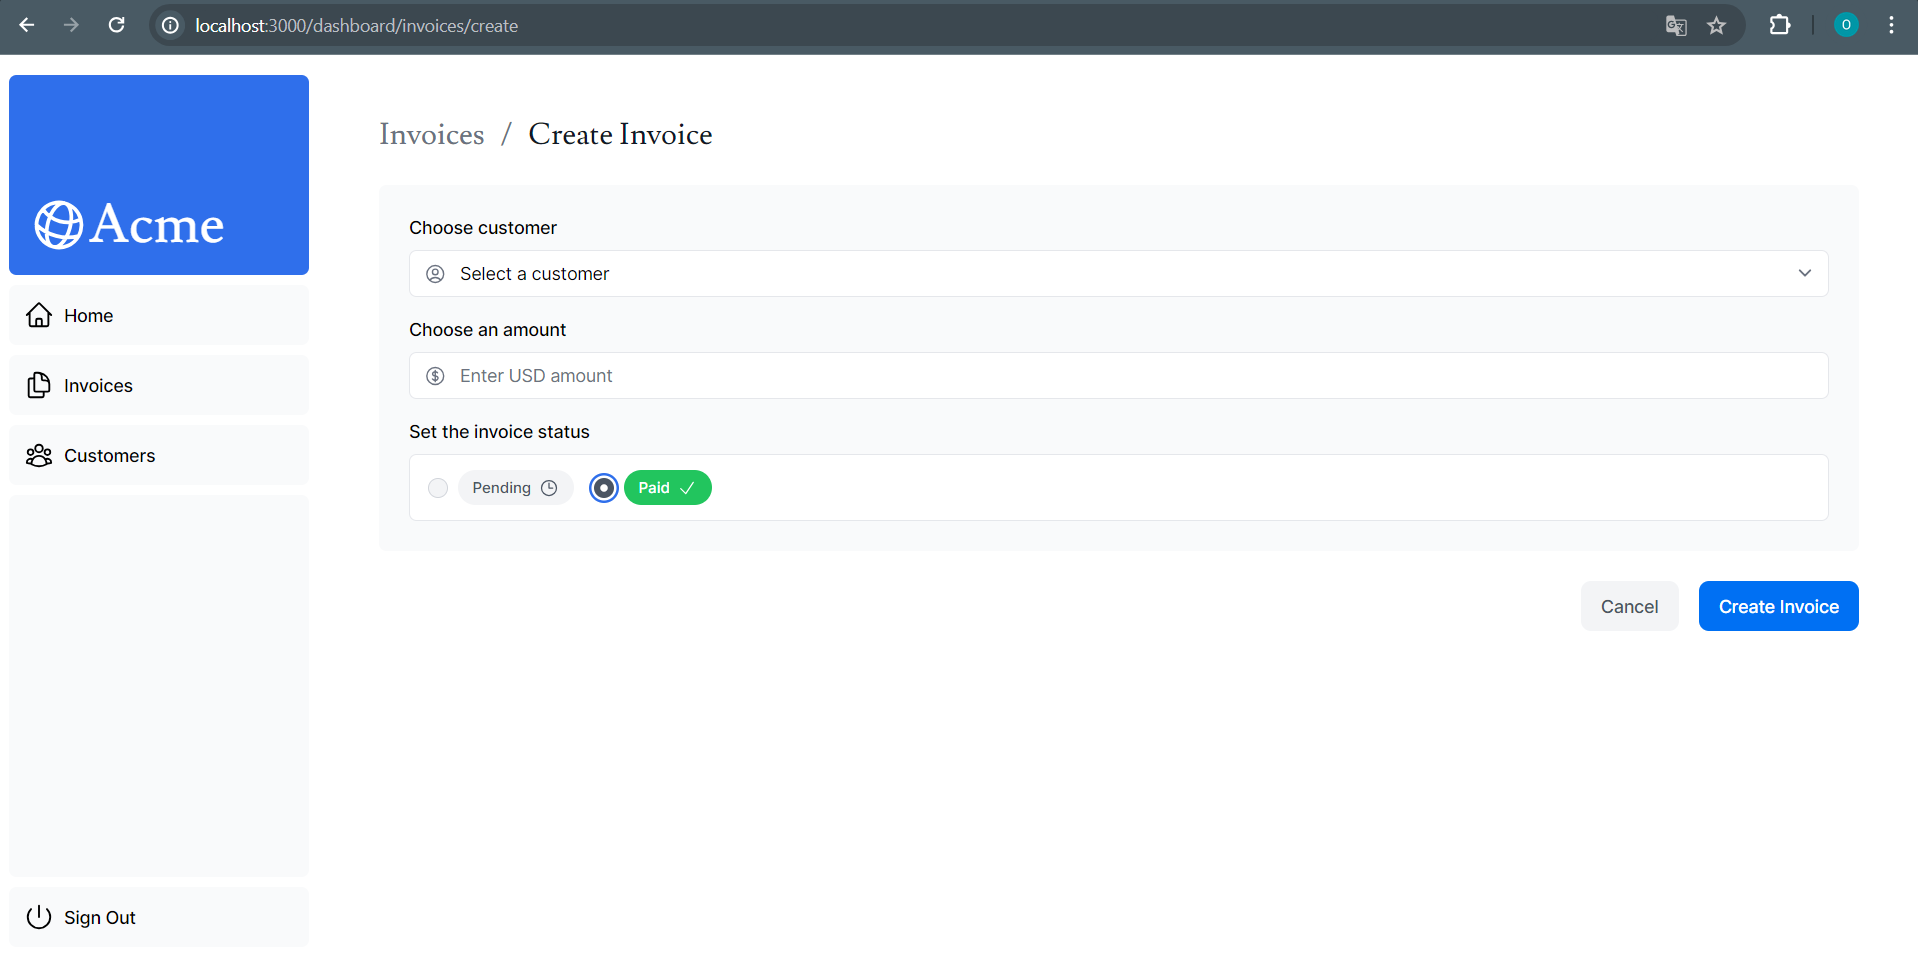 localhost:3000/dashboard/invoices/create
O
Acme
Home
Invoices
Customers
Sign Out
Invoices / Create Invoice
Choose customer
Select a customer
Choose an amount
$ Enter USD amount
Set the invoice status
Pending Paid
Cancel Create Invoice